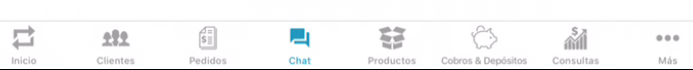 Inicio Clientes Pedidos Chat Productos Cobros & Depósitos Consultas Más